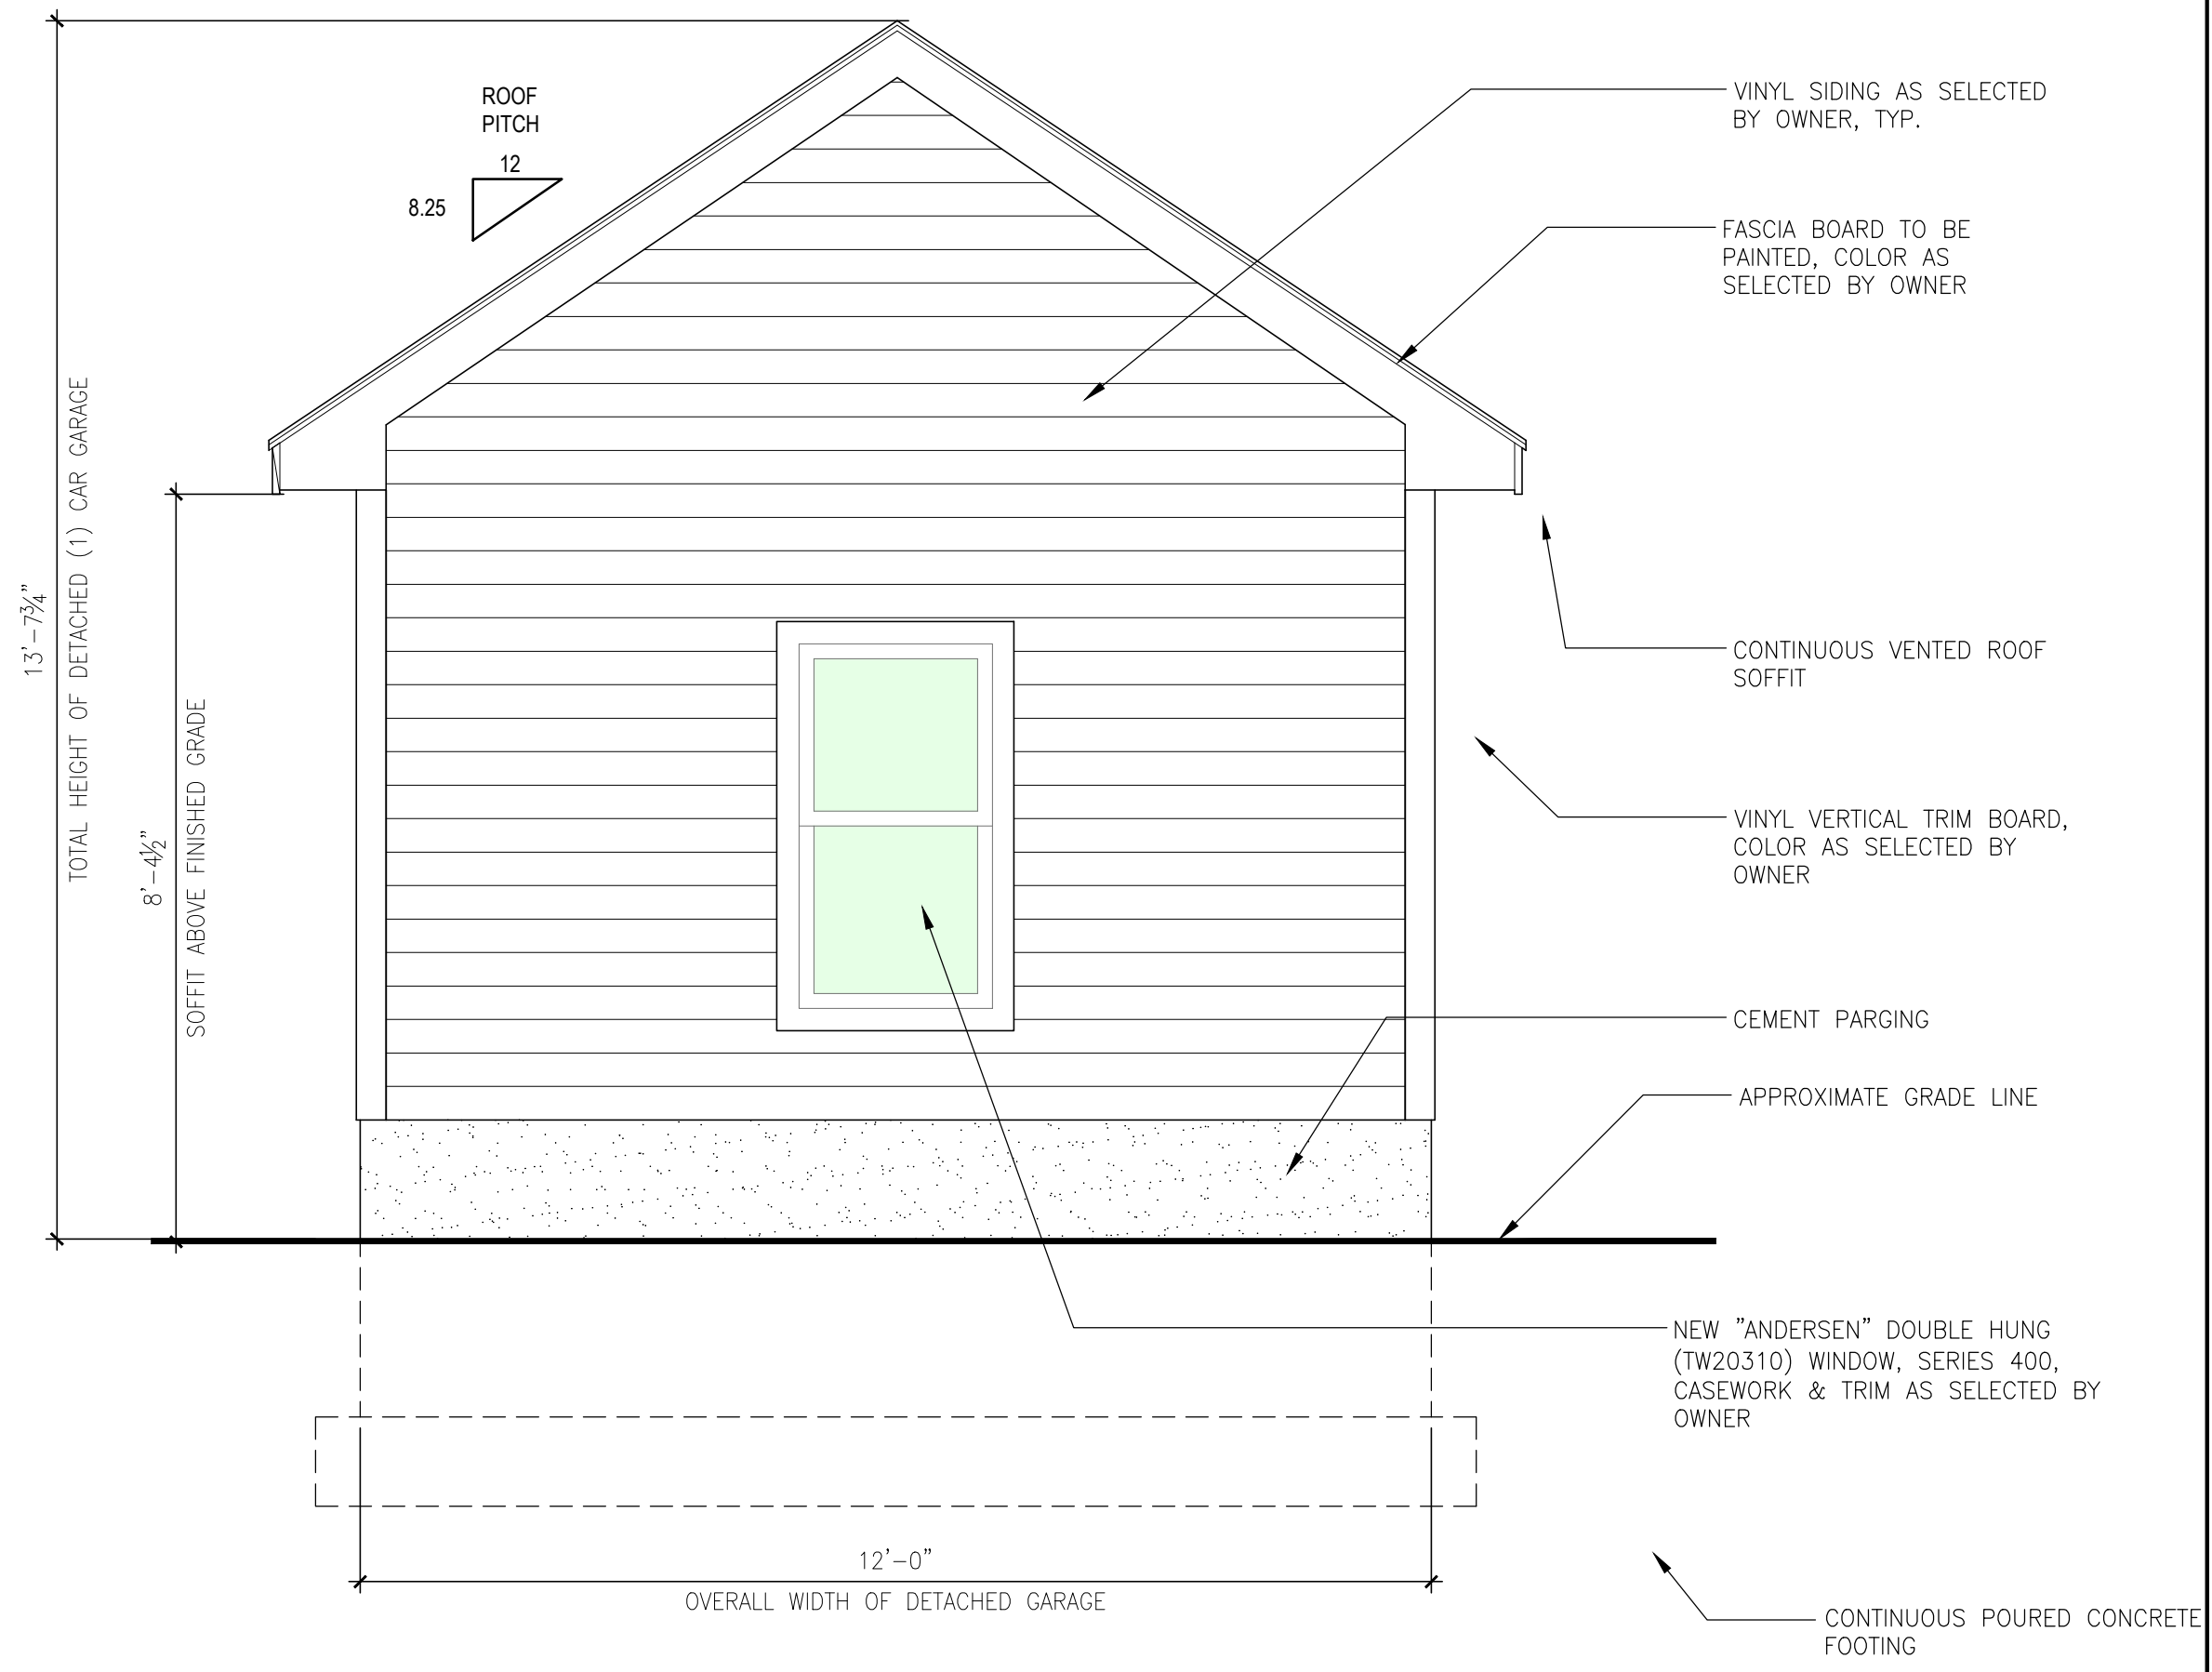 ROOF
PITCH
12
8.25
VINYL SIDING AS SELECTED
BY OWNER, TYP.
FASCIA BOARD TO BE
PAINTED, COLOR AS
SELECTED BY OWNER
CONTINUOUS VENTED ROOF
SOFFIT
VINYL VERTICAL TRIM BOARD,
COLOR AS SELECTED BY
OWNER
CEMENT PARGING
APPROXIMATE GRADE LINE
NEW "ANDERSEN" DOUBLE HUNG
(TW20310) WINDOW, SERIES 400,
CASEWORK & TRIM AS SELECTED BY
OWNER
CONTINUOUS POURED CONCRETE
FOOTING
13'-7¾"
TOTAL HEIGHT OF DETACHED (1) CAR GARAGE
8'-4½"
SOFFIT ABOVE FINISHED GRADE
12'-0"
OVERALL WIDTH OF DETACHED GARAGE